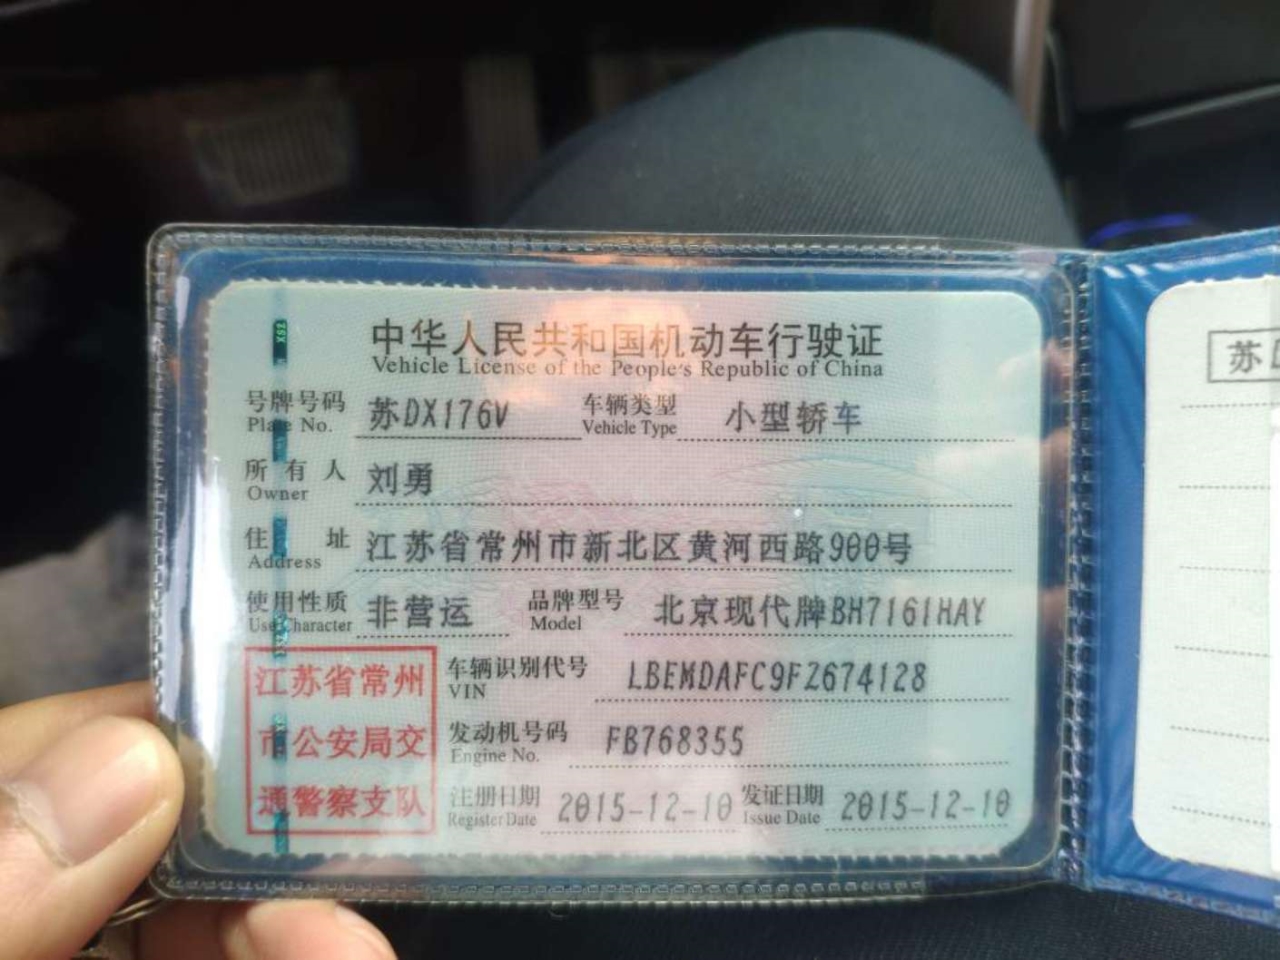 中华人民共和国机动车行驶证
Vehicle License of the People's Republic of China
号牌号码 苏DX176V 车辆类型 小型轿车
Plate No. Vehicle Type
所有人 刘勇
Owner
住址 江苏省常州市新北区黄河西路900号
Address
使用性质 非营运 品牌型号 北京现代牌BH7161HAY
Use Character Model
江苏省常州
市公安局交
通警察支队
车辆识别代号 LBEMDAFC9FZ674128
VIN
发动机号码 FB768355
Engine No.
注册日期 2015-12-10 发证日期 2015-12-10
Register Date Issue Date
苏D